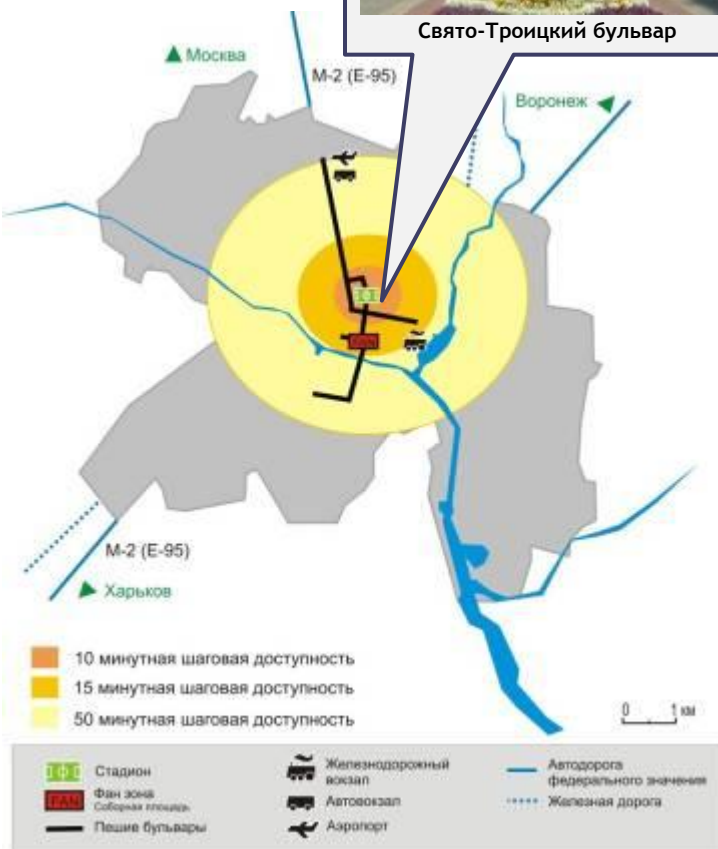 Свято-Троицкий бульвар
Москва
М-2 (Е-95)
Воронеж
FAN
М-2 (Е-95)
Харьков
10 минутная шаговая доступность
15 минутная шаговая доступность
50 минутная шаговая доступность
0 1 км
Стадион
FAN
Фан зона
Соборная площадь
Пешие бульвары
Железнодорожный
вокзал
Автовокзал
Аэропорт
Автодорога
федерального значения
Железная дорога